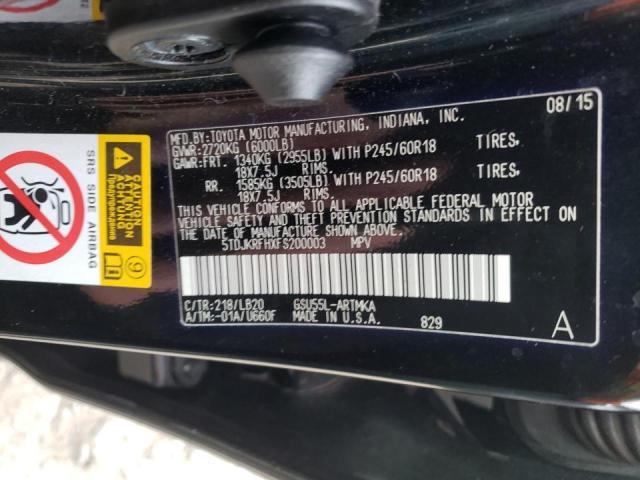 MFD.BY:TOYOTA MOTOR MANUFACTURING, INDIANA, INC. 08/15
GVWR:2720KG (6000LB)
GAWR:FRT. 1340KG (2955LB) WITH P245/60R18 TIRES,
18X7.5J RIMS.
RR. 1585KG (3505LB) WITH P245/60R18 TIRES,
18X7.5J RIMS.
THIS VEHICLE CONFORMS TO ALL APPLICABLE FEDERAL MOTOR
VEHICLE SAFETY AND THEFT PREVENTION STANDARDS IN EFFECT
ON THE DATE OF MANUFACTURE SHOWN ABOVE.
5TDJKRFHXFS200003 MPV
C/TR:218/LB20 GSU55L-ARTMKA
A/TM:-01A/U660F MADE IN U.S.A. 829 A
SRS SIDE AIRBAG
ACHTUNG
ATTENTION
9